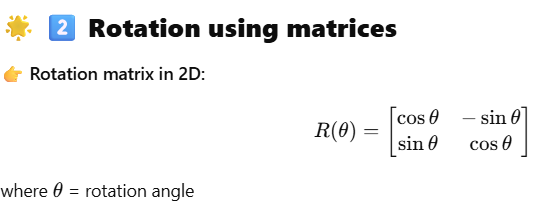 🌟 2️⃣ Rotation using matrices
👉 Rotation matrix in 2D:
R(θ) = [cos θ − sin θ
sin θ cos θ]
where θ = rotation angle